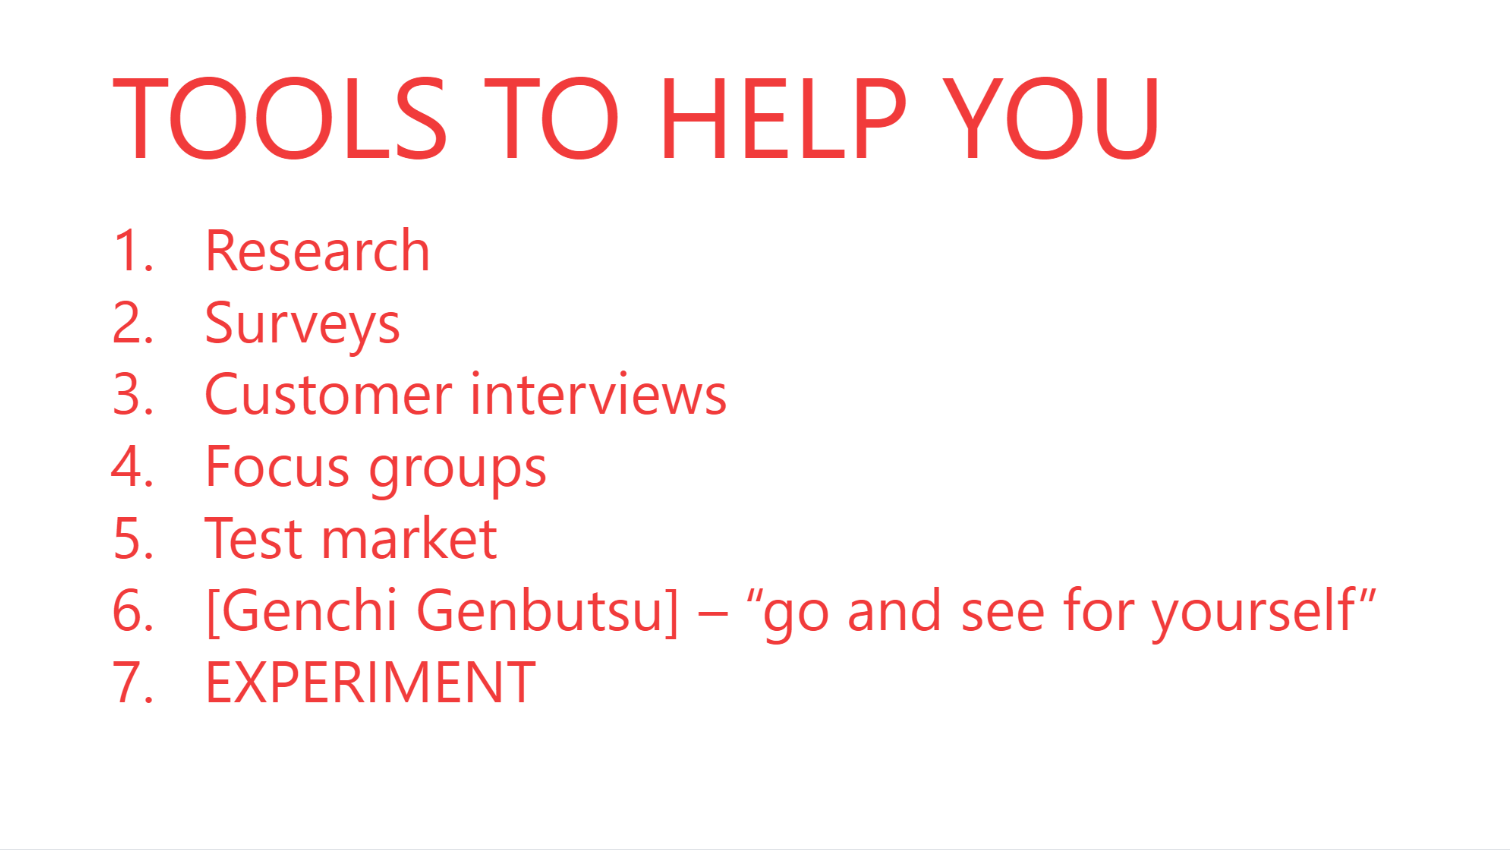 TOOLS TO HELP YOU
1. Research
2. Surveys
3. Customer interviews
4. Focus groups
5. Test market
6. [Genchi Genbutsu] – “go and see for yourself”
7. EXPERIMENT